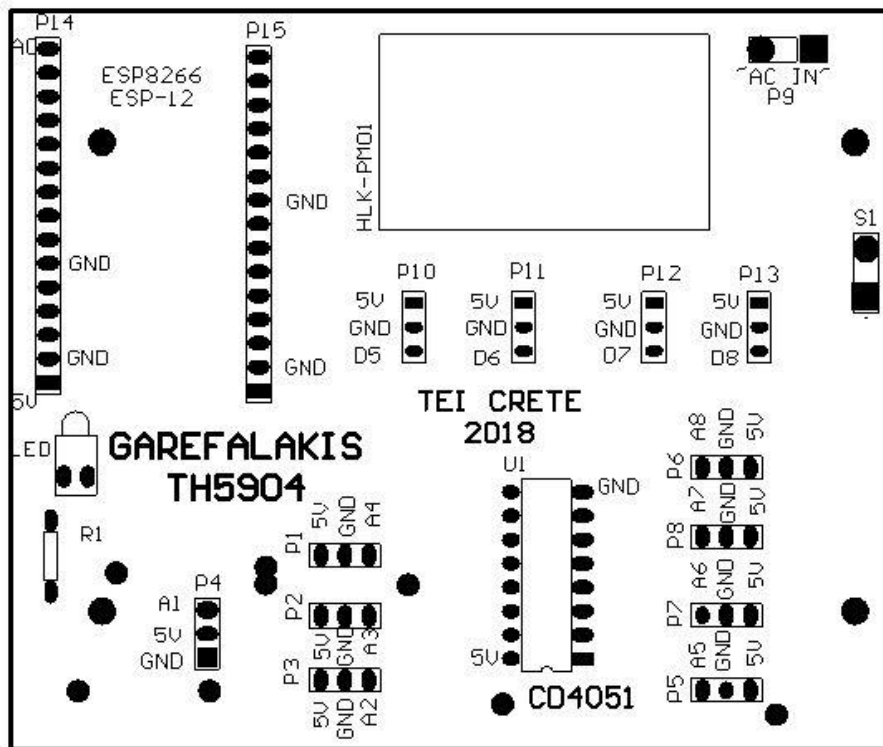 P14
P15
A0
ESP8266
ESP-12
~AC IN~
P9
HLK-PM01
GND
GND
S1
P10
P11
P12
P13
5V
5V
5V
5V
GND
GND
GND
GND
D5
D6
D7
D8
GND
GND
5V
TEI CRETE
2018
LED
GAREFALAKIS
TH5904
U1
GND
A8
GND
5V
P6
A7
GND
5V
P8
R1
5V
GND
A4
P1
P4
A1
5V
GND
P2
5V
GND
A3
P3
5V
GND
A2
A6
GND
5V
P7
5V
A5
GND
5V
P5
CD4051